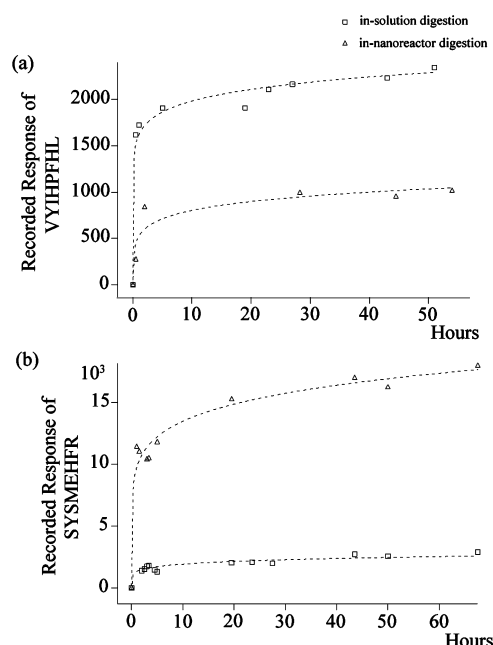 in-solution digestion
in-nanoreactor digestion
(a)
Recorded Response of
VYIHPFHL
2000
1500
1000
500
0
0 10 20 30 40 50
Hours
(b)
Recorded Response of
SYSMEHFR
10³
15
10
5
0
0 10 20 30 40 50 60
Hours